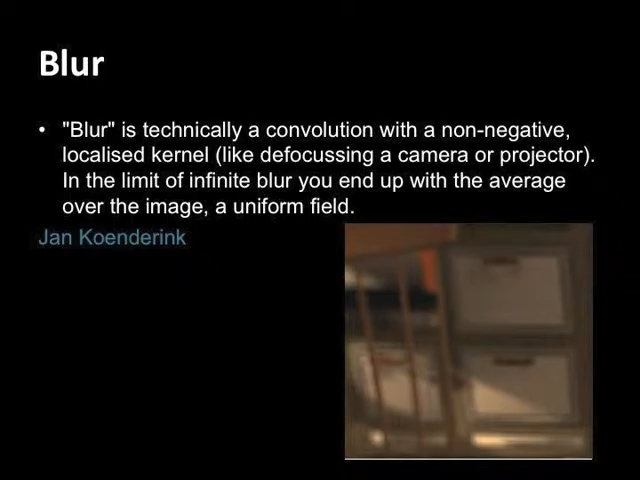 Blur
• "Blur" is technically a convolution with a non-negative,
localised kernel (like defocussing a camera or projector).
In the limit of infinite blur you end up with the average
over the image, a uniform field.
Jan Koenderink